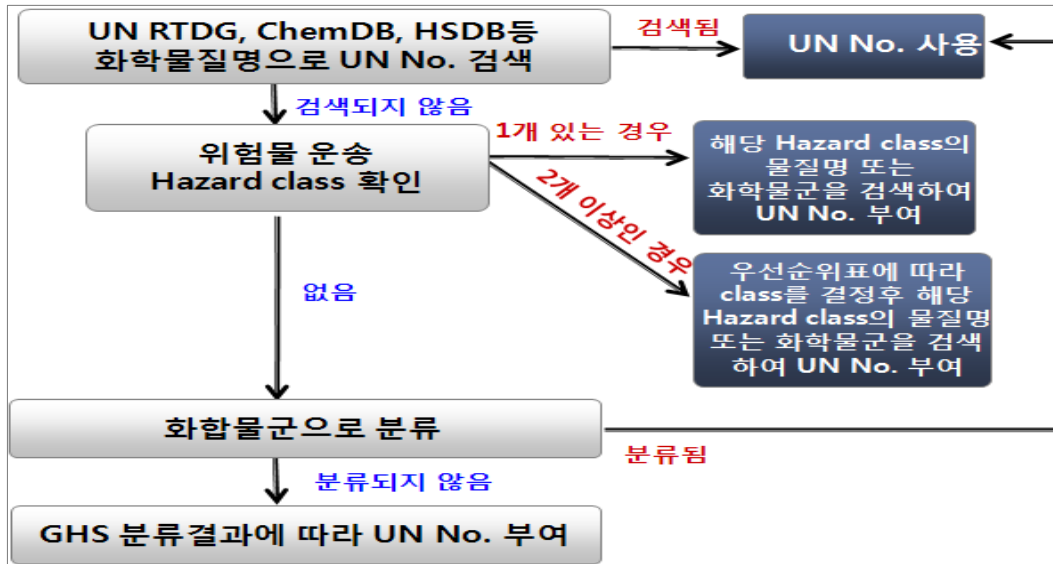 UN RTDG, ChemDB, HSDB등
화학물질명으로 UN No. 검색
검색됨
UN No. 사용
검색되지 않음
위험물 운송
Hazard class 확인
1개 있는 경우
해당 Hazard class의
물질명 또는
화학물군을 검색하여
UN No. 부여
2개 이상인 경우
우선순위표에 따라
class를 결정후 해당
Hazard class의 물질명
또는 화학물군을 검색
하여 UN No. 부여
없음
화합물군으로 분류
분류됨
분류되지 않음
GHS 분류결과에 따라 UN No. 부여